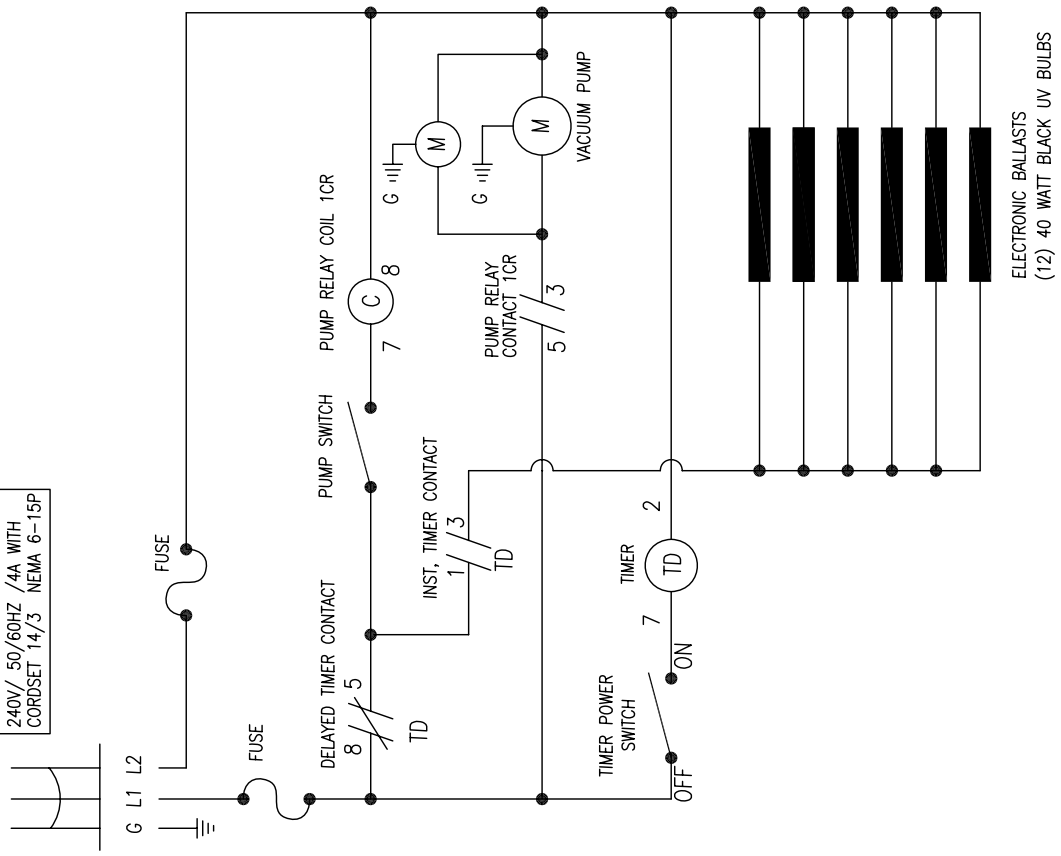 240V/ 50/60HZ /4A WITH
CORDSET 14/3 NEMA 6-15P
G L1 L2
FUSE
FUSE
DELAYED TIMER CONTACT
8 5
TD
PUMP SWITCH
PUMP RELAY COIL 1CR
7 8
C
INST, TIMER CONTACT
1 3
TD
PUMP RELAY
CONTACT 1CR
5 3
G
M
G
M
VACUUM PUMP
TIMER POWER
SWITCH
OFF
ON
TIMER
7 2
TD
ELECTRONIC BALLASTS
(12) 40 WATT BLACK UV BULBS